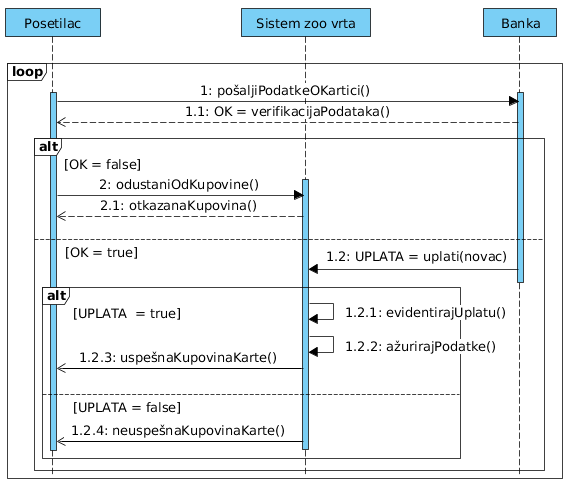 Posetilac
Sistem zoo vrta
Banka
loop
1: pošaljiPodatkeOKartici()
1.1: OK = verifikacijaPodataka()
alt
[OK = false]
2: odustaniOdKupovine()
2.1: otkazanaKupovina()
[OK = true]
1.2: UPLATA = uplati(novac)
alt
[UPLATA = true]
1.2.1: evidentirajUplatu()
1.2.2: ažurirajPodatke()
1.2.3: uspešnaKupovinaKarte()
[UPLATA = false]
1.2.4: neuspešnaKupovinaKarte()